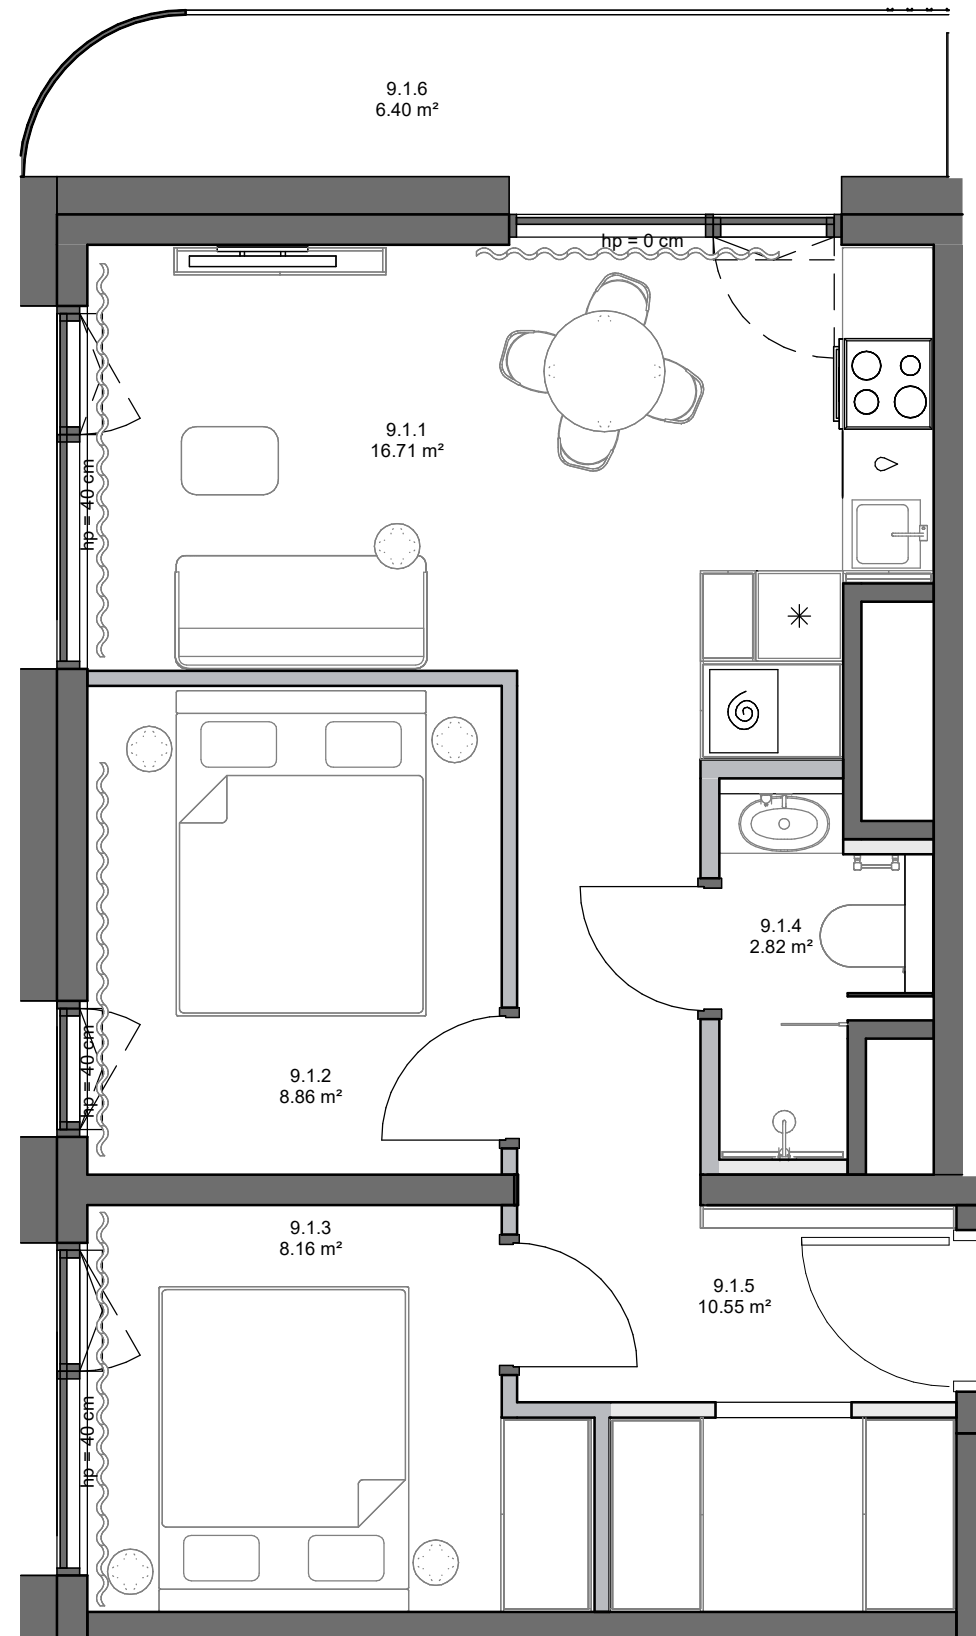 9.1.6
6.40 m²
hp = 0 cm
9.1.1
16.71 m²
hp = 40 cm
9.1.4
2.82 m²
9.1.2
8.86 m²
hp = 40 cm
9.1.3
8.16 m²
9.1.5
10.55 m²
hp = 40 cm